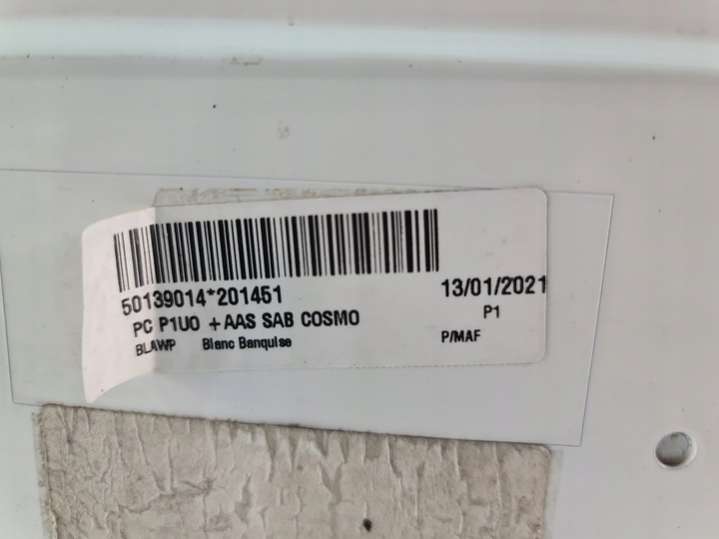 50139014*201451 13/01/2021
PC P1U0 +AAS SAB COSMO P1
BLAWP Blanc Banquise P/MAF